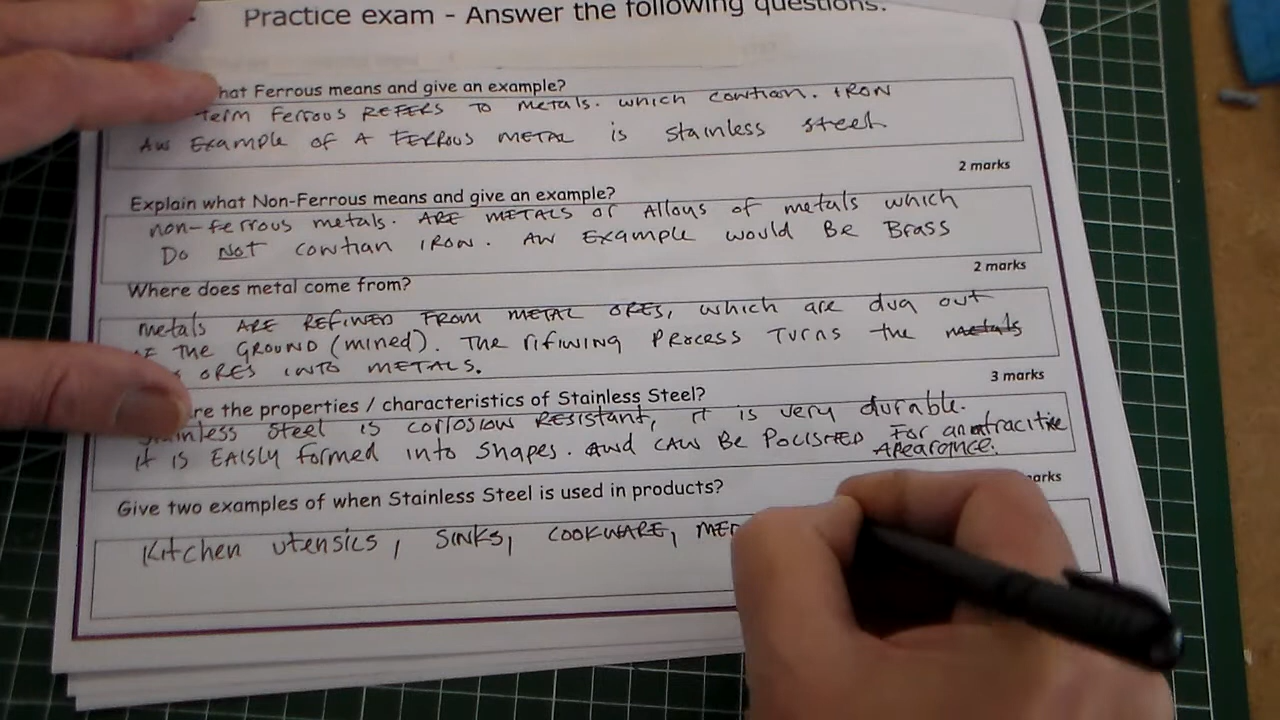 Practice exam - Answer the following questions.
hat Ferrous means and give an example?
Term Ferrous REFERS TO metals. which contian. IRON
AN Example of A FERROUS METAL is stainless steel
2 marks
Explain what Non-Ferrous means and give an example?
non-ferrous metals. ARE METALS or Alloys of metals which
Do Not contian IRON. AN Example would BE Brass
2 marks
Where does metal come from?
metals ARE REFINED FROM METAL ORES, which are dug out
THE GROUND (mined). The rifining PROCESS TURNS the metals
ORES INTO METALS.
3 marks
re the properties / characteristics of Stainless Steel?
Steel is corrosion RESISTANT, it is very durable.
it is EAISLY formed into shapes. And CAN BE POLISHED For an attracitive
Apearance.
arks
Give two examples of when Stainless Steel is used in products?
Kitchen utensils, SINKS, COOKWARE, MED